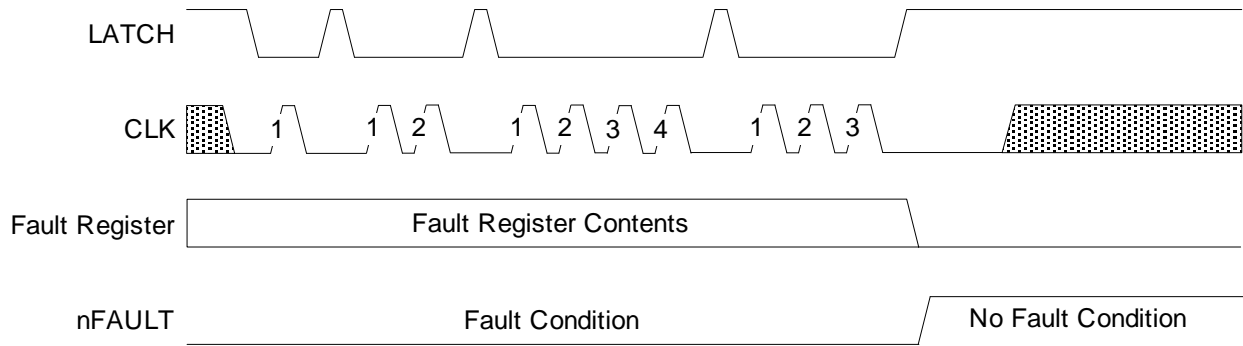 LATCH
CLK 1 1 2 1 2 3 4 1 2 3
Fault Register Fault Register Contents
nFAULT Fault Condition No Fault Condition